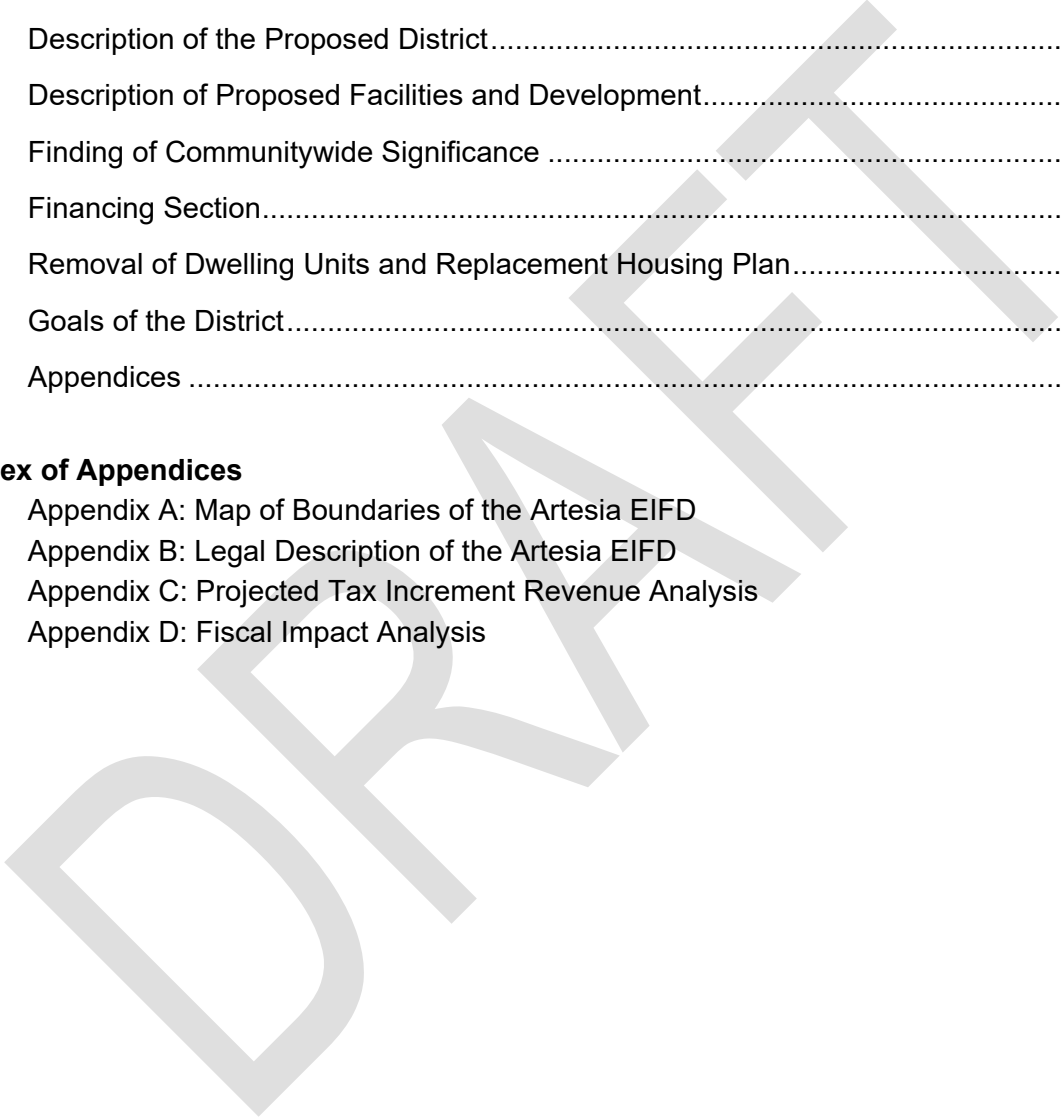 Description of the Proposed District
Description of Proposed Facilities and Development
Finding of Communitywide Significance
Financing Section
Removal of Dwelling Units and Replacement Housing Plan
Goals of the District
Appendices
ex of Appendices
Appendix A: Map of Boundaries of the Artesia EIFD
Appendix B: Legal Description of the Artesia EIFD
Appendix C: Projected Tax Increment Revenue Analysis
Appendix D: Fiscal Impact Analysis
DRAFT